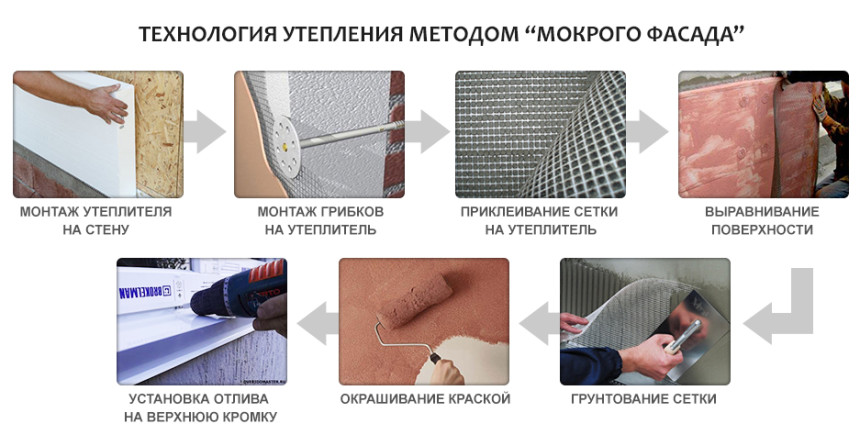 ТЕХНОЛОГИЯ УТЕПЛЕНИЯ МЕТОДОМ “МОКРОГО ФАСАДА”
МОНТАЖ УТЕПЛИТЕЛЯ
НА СТЕНУ
МОНТАЖ ГРИБКОВ
НА УТЕПЛИТЕЛЬ
ПРИКЛЕИВАНИЕ СЕТКИ
НА УТЕПЛИТЕЛЬ
ВЫРАВНИВАНИЕ
ПОВЕРХНОСТИ
BRUKELMAN
УСТАНОВКА ОТЛИВА
НА ВЕРХНЮЮ КРОМКУ
ОКРАШИВАНИЕ КРАСКОЙ
ГРУНТОВАНИЕ СЕТКИ